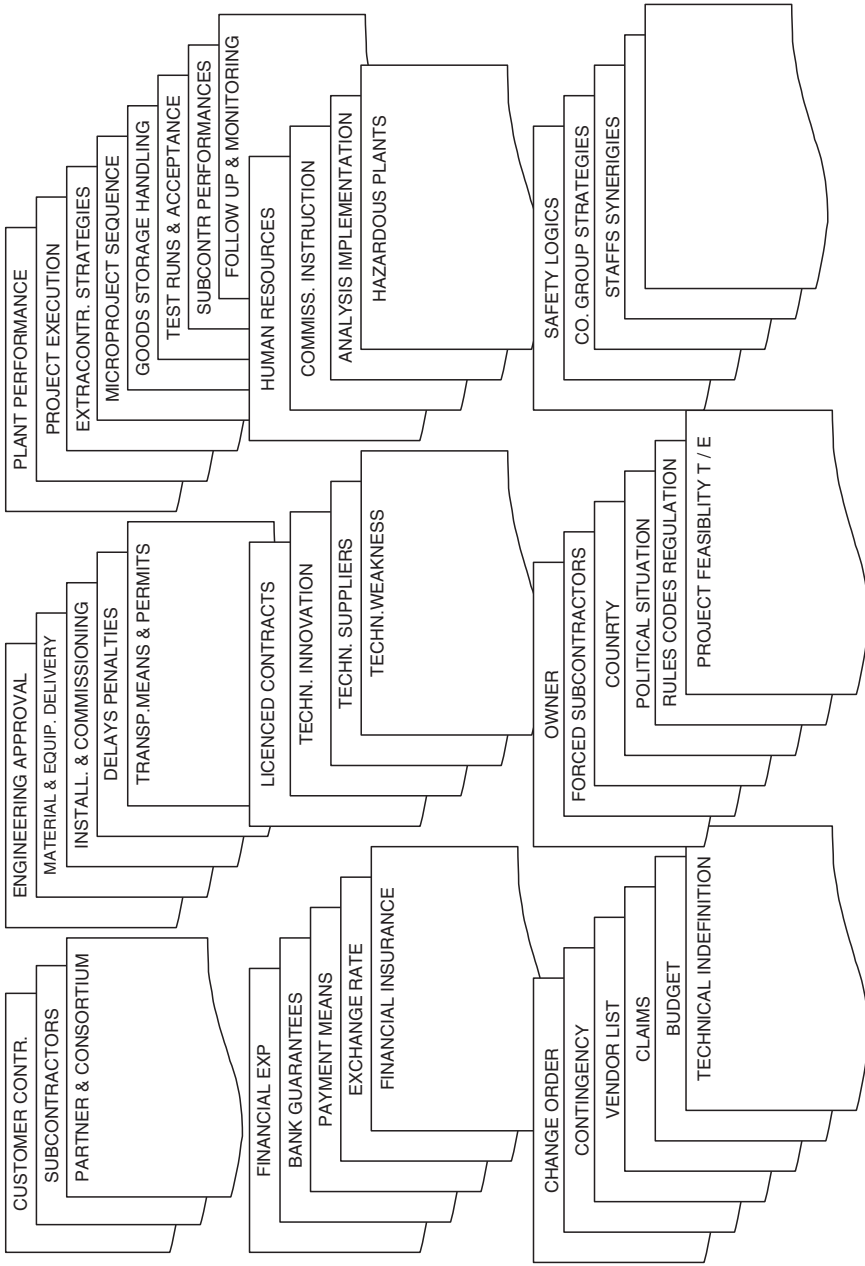 CUSTOMER CONTR.
SUBCONTRACTORS
PARTNER & CONSORTIUM
ENGINEERING APPROVAL
MATERIAL & EQUIP. DELIVERY
INSTALL. & COMMISSIONING
DELAYS PENALTIES
TRANSP.MEANS & PERMITS
PLANT PERFORMANCE
PROJECT EXECUTION
EXTRACONTR. STRATEGIES
MICROPROJECT SEQUENCE
GOODS STORAGE HANDLING
TEST RUNS & ACCEPTANCE
SUBCONTR PERFORMANCES
FOLLOW UP & MONITORING
FINANCIAL EXP
BANK GUARANTEES
PAYMENT MEANS
EXCHANGE RATE
FINANCIAL INSURANCE
LICENCED CONTRACTS
TECHN. INNOVATION
TECHN. SUPPLIERS
TECHN.WEAKNESS
HUMAN RESOURCES
COMMISS. INSTRUCTION
ANALYSIS IMPLEMENTATION
HAZARDOUS PLANTS
CHANGE ORDER
CONTINGENCY
VENDOR LIST
CLAIMS
BUDGET
TECHNICAL INDEFINITION
OWNER
FORCED SUBCONTRACTORS
COUNRTY
POLITICAL SITUATION
RULES CODES REGULATION
PROJECT FEASIBLITY T / E
SAFETY LOGICS
CO. GROUP STRATEGIES
STAFFS SYNERIGIES